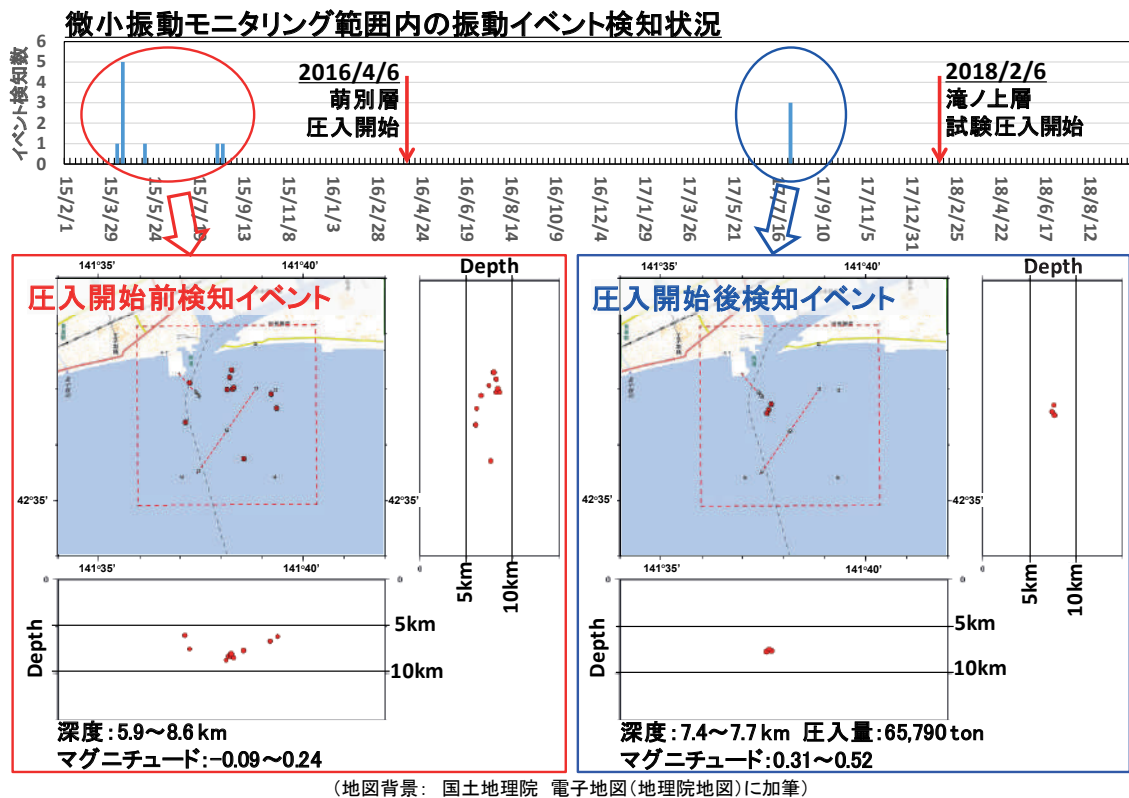 微小振動モニタリング範囲内の振動イベント検知状況
イベント検知数
6
5
4
3
2
1
0
2016/4/6
萌別層
圧入開始
2018/2/6
滝ノ上層
試験圧入開始
15/2/1
15/3/29
15/5/24
15/7/19
15/9/13
15/11/8
16/1/3
16/2/28
16/4/24
16/6/19
16/8/14
16/10/9
16/12/4
17/1/29
17/3/26
17/5/21
17/7/16
17/9/10
17/11/5
17/12/31
18/2/25
18/4/22
18/6/17
18/8/12
141°35'
141°40'
Depth
圧入開始前検知イベント
42°35'
141°35'
141°40'
0
0
5km
10km
Depth
5km
10km
深度:5.9～8.6 km
マグニチュード:-0.09～0.24
141°35'
141°40'
Depth
圧入開始後検知イベント
42°35'
141°35'
141°40'
0
0
5km
10km
Depth
5km
10km
深度:7.4～7.7 km 圧入量:65,790 ton
マグニチュード:0.31～0.52
(地図背景: 国土地理院 電子地図(地理院地図)に加筆)